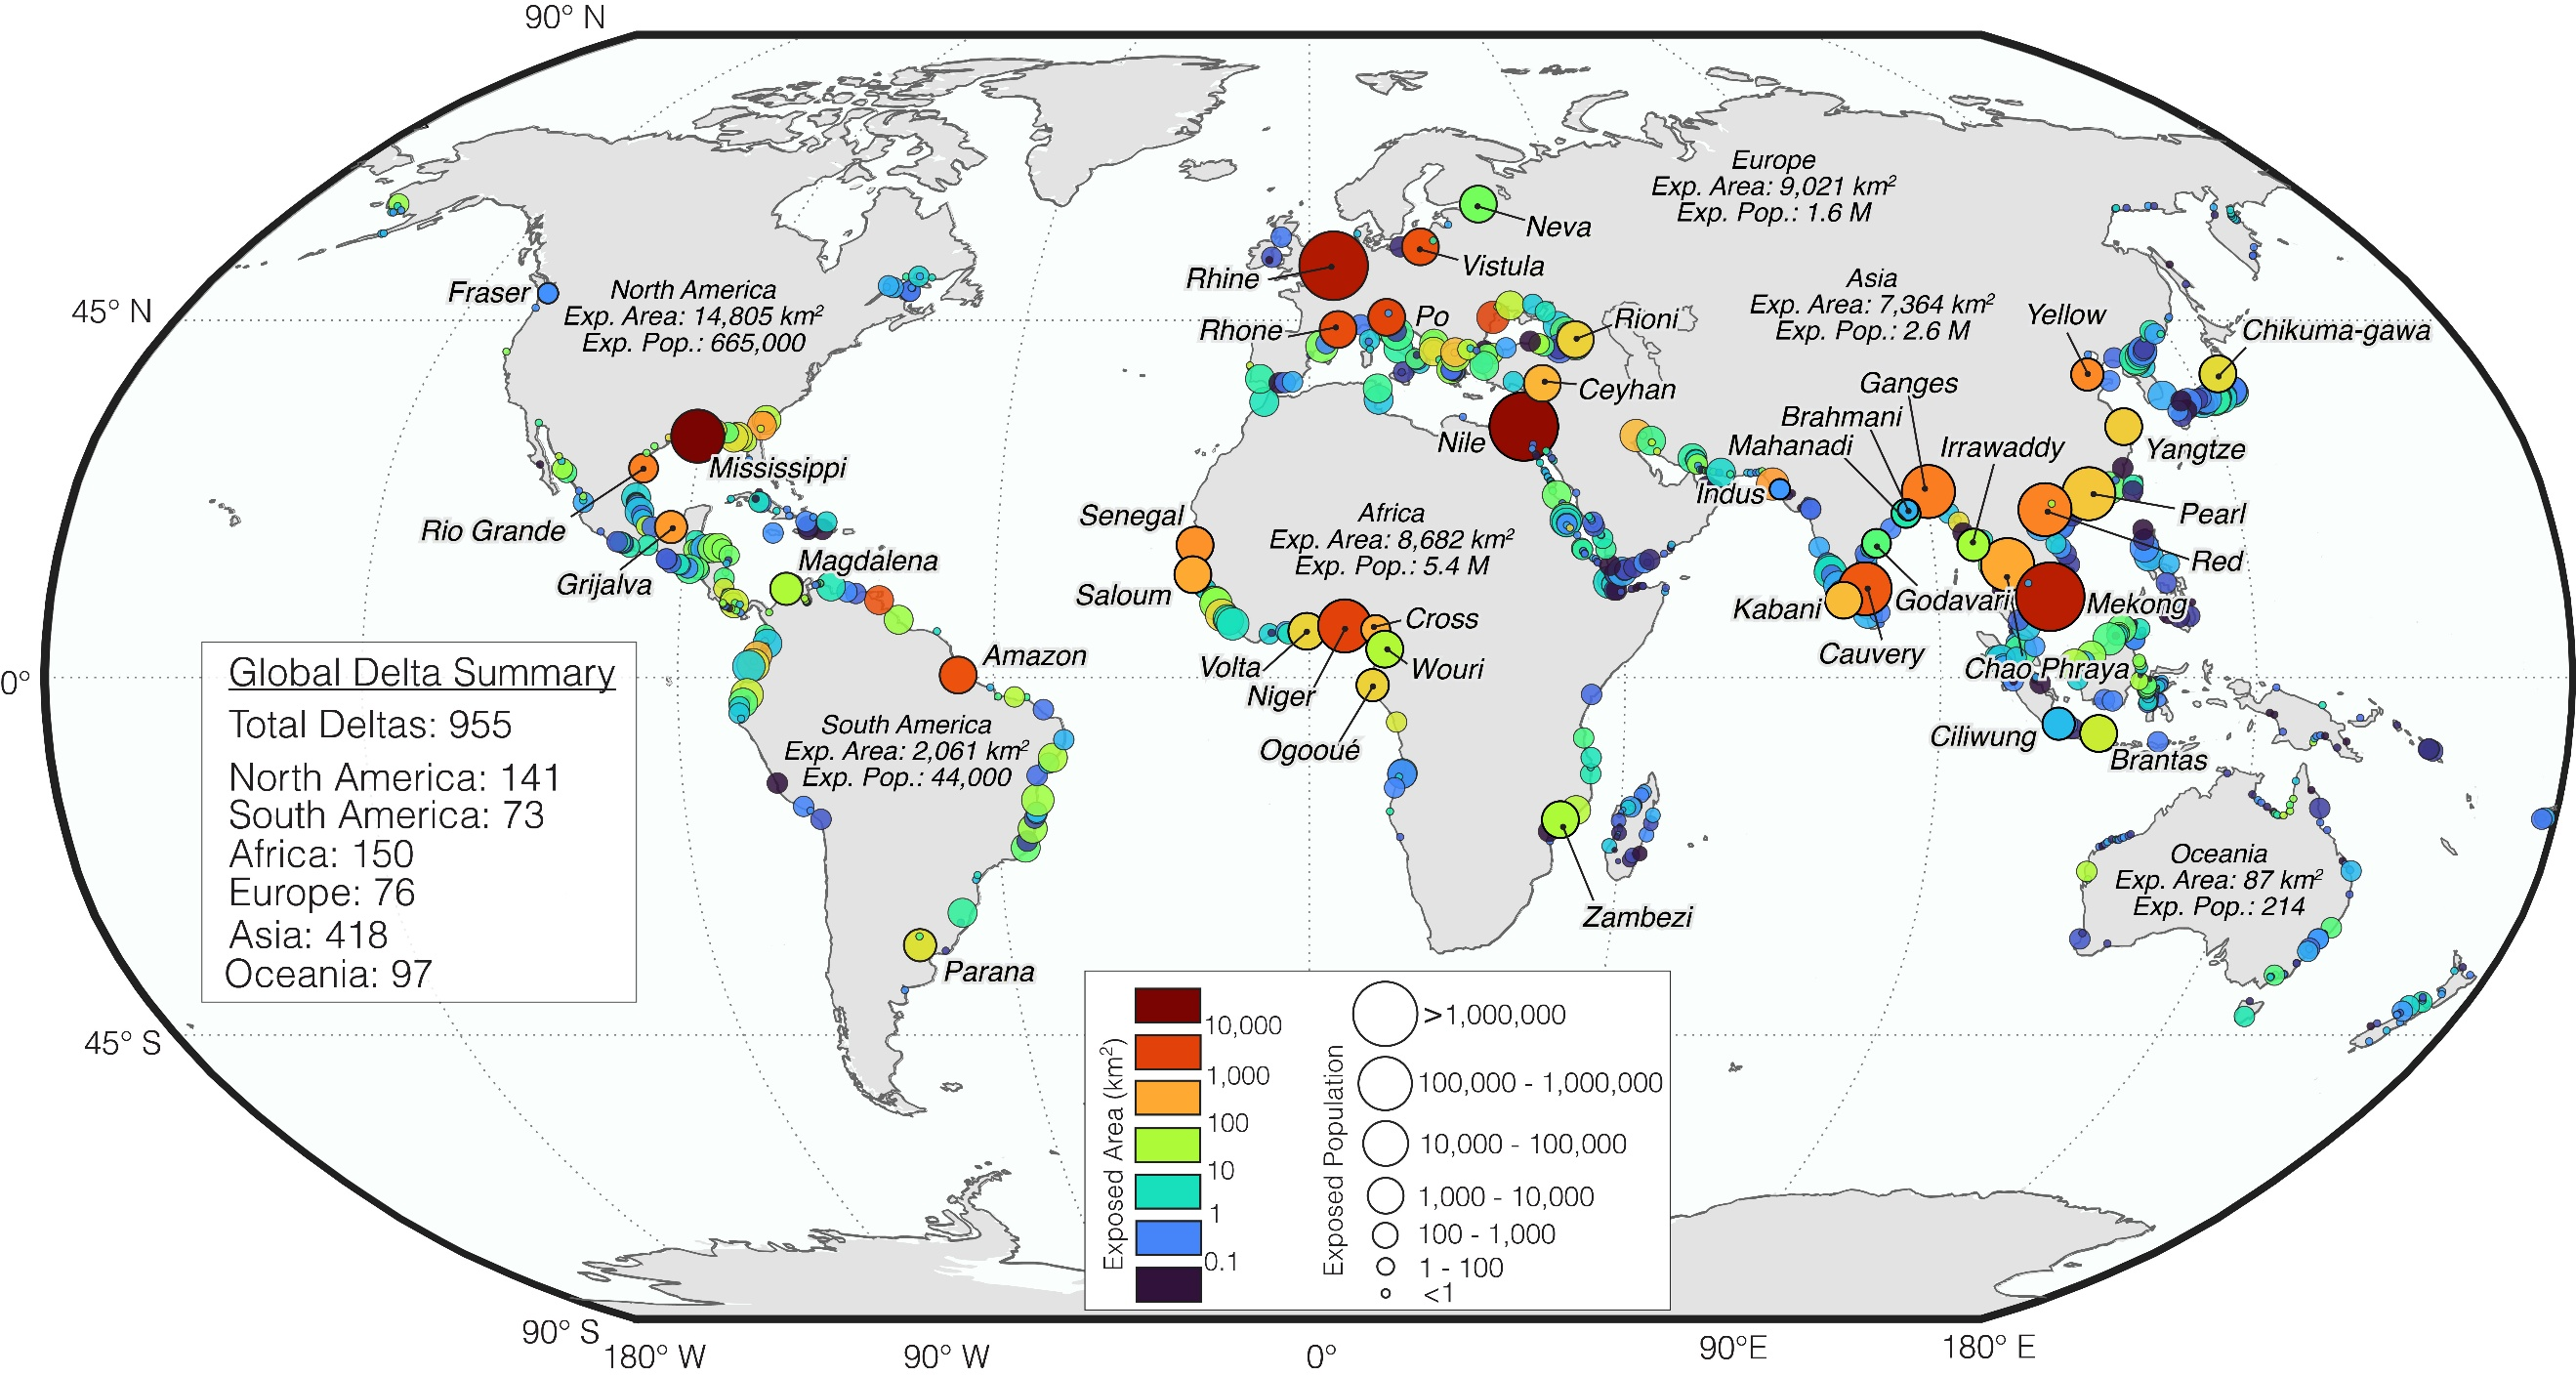 90° N
45° N
0°
45° S
90° S
180° W
90° W
0°
90°E
180° E
Europe
Exp. Area: 9,021 km²
Exp. Pop.: 1.6 M
Neva
Vistula
Rhine
Rhone
Po
Rioni
Ceyhan
Asia
Exp. Area: 7,364 km²
Exp. Pop.: 2.6 M
Yellow
Chikuma-gawa
Ganges
Brahmani
Mahanadi
Irrawaddy
Yangtze
Indus
Pearl
Red
Kabani
Godavari
Mekong
Cauvery
Chao Phraya
Ciliwung
Brantas
Fraser
North America
Exp. Area: 14,805 km²
Exp. Pop.: 665,000
Mississippi
Rio Grande
Grijalva
Magdalena
Nile
Senegal
Saloum
Africa
Exp. Area: 8,682 km²
Exp. Pop.: 5.4 M
Cross
Volta
Niger
Wouri
Ogooué
Zambezi
Amazon
South America
Exp. Area: 2,061 km²
Exp. Pop.: 44,000
Parana
Oceania
Exp. Area: 87 km²
Exp. Pop.: 214
Global Delta Summary
Total Deltas: 955
North America: 141
South America: 73
Africa: 150
Europe: 76
Asia: 418
Oceania: 97
Exposed Area (km²)
10,000
1,000
100
10
1
0.1
Exposed Population
>1,000,000
100,000 - 1,000,000
10,000 - 100,000
1,000 - 10,000
100 - 1,000
1 - 100
<1